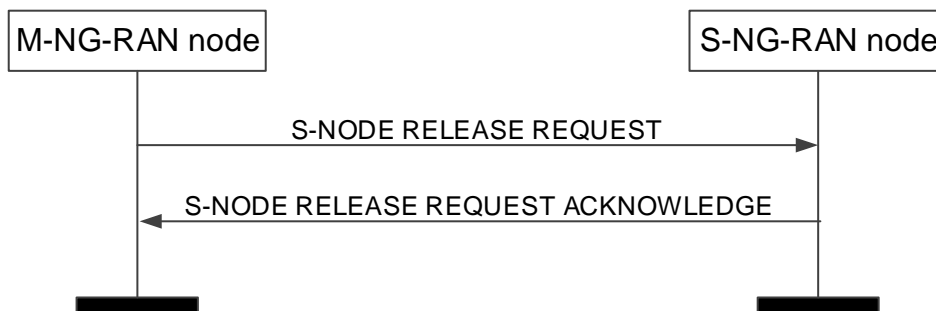 M-NG-RAN node
S-NG-RAN node
S-NODE RELEASE REQUEST
S-NODE RELEASE REQUEST ACKNOWLEDGE